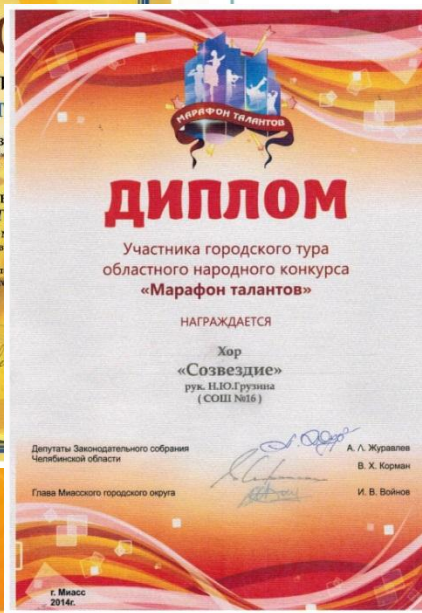 МАРАФОН ТАЛАНТОВ
ДИПЛОМ
Участника городского тура
областного народного конкурса
«Марафон талантов»
НАГРАЖДАЕТСЯ
Хор
«Созвездие»
рук. Н.Ю.Грузина
( СОШ №16 )
Депутаты Законодательного собрания
Челябинской области
А. Л. Журавлев
В. Х. Корман
Глава Миасского городского округа
И. В. Войнов
г. Миасс
2014г.